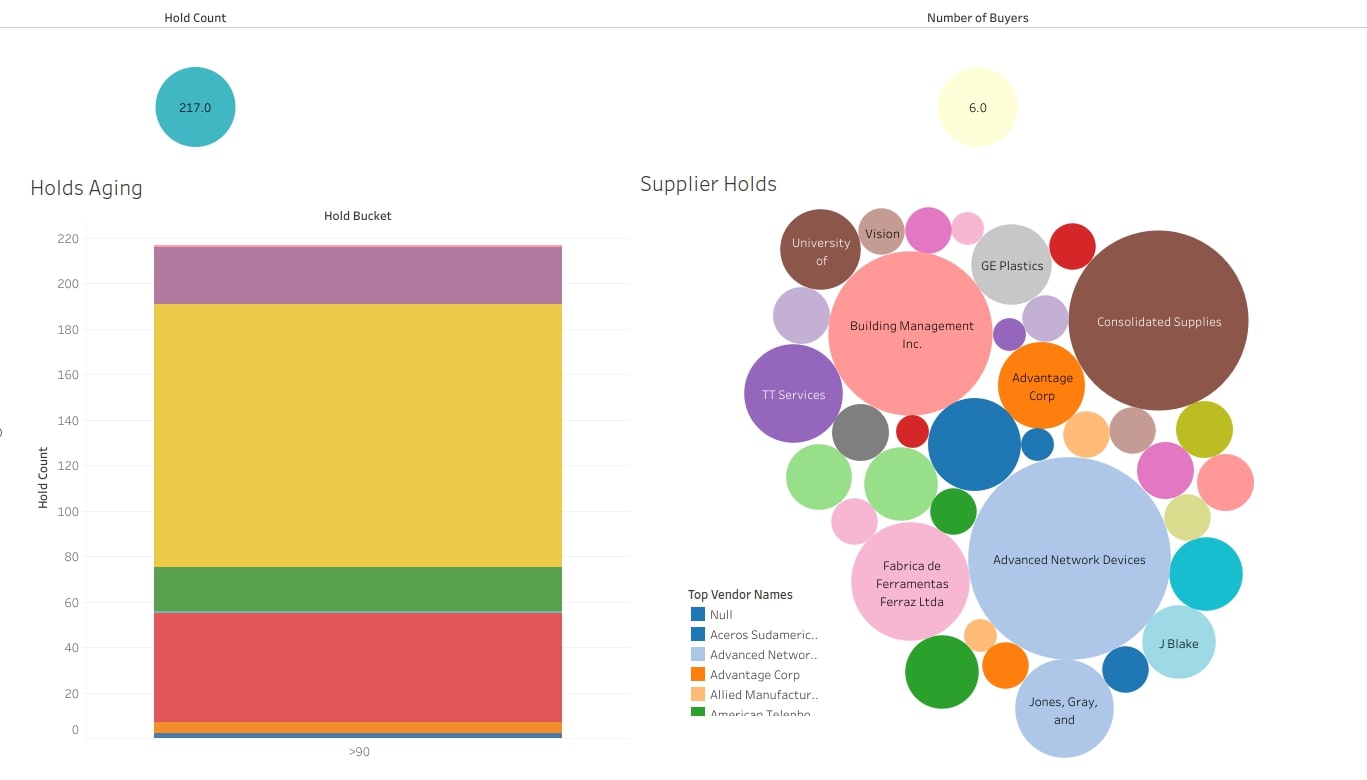 Hold Count
Number of Buyers
217.0
6.0
Holds Aging
Hold Bucket
220
200
180
160
140
120
100
80
60
40
20
0
Hold Count
>90
Supplier Holds
University
of
Vision
GE Plastics
Building Management
Inc.
Consolidated Supplies
TT Services
Advantage
Corp
Advanced Network Devices
Fabrica de
Ferramentas
Ferraz Ltda
J Blake
Jones, Gray,
and
Top Vendor Names
Null
Aceros Sudameric..
Advanced Networ..
Advantage Corp
Allied Manufactur..
American Telepho